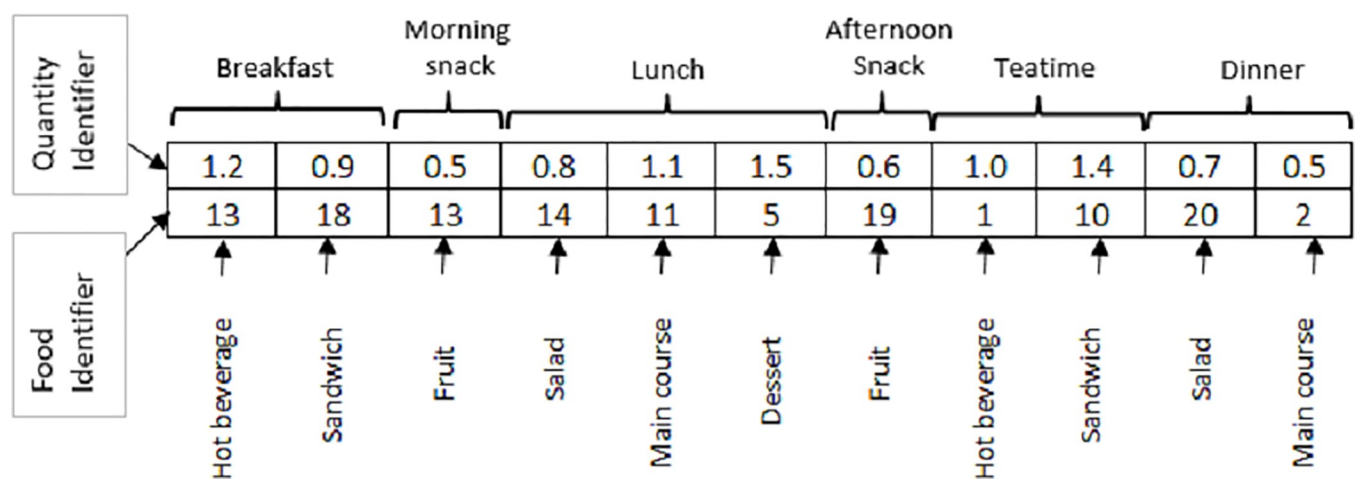 Quantity
Identifier
Food
Identifier
Breakfast
Morning
snack
Lunch
Afternoon
Snack
Teatime
Dinner
1.2 0.9 0.5 0.8 1.1 1.5 0.6 1.0 1.4 0.7 0.5
13 18 13 14 11 5 19 1 10 20 2
Hot beverage
Sandwich
Fruit
Salad
Main course
Dessert
Fruit
Hot beverage
Sandwich
Salad
Main course